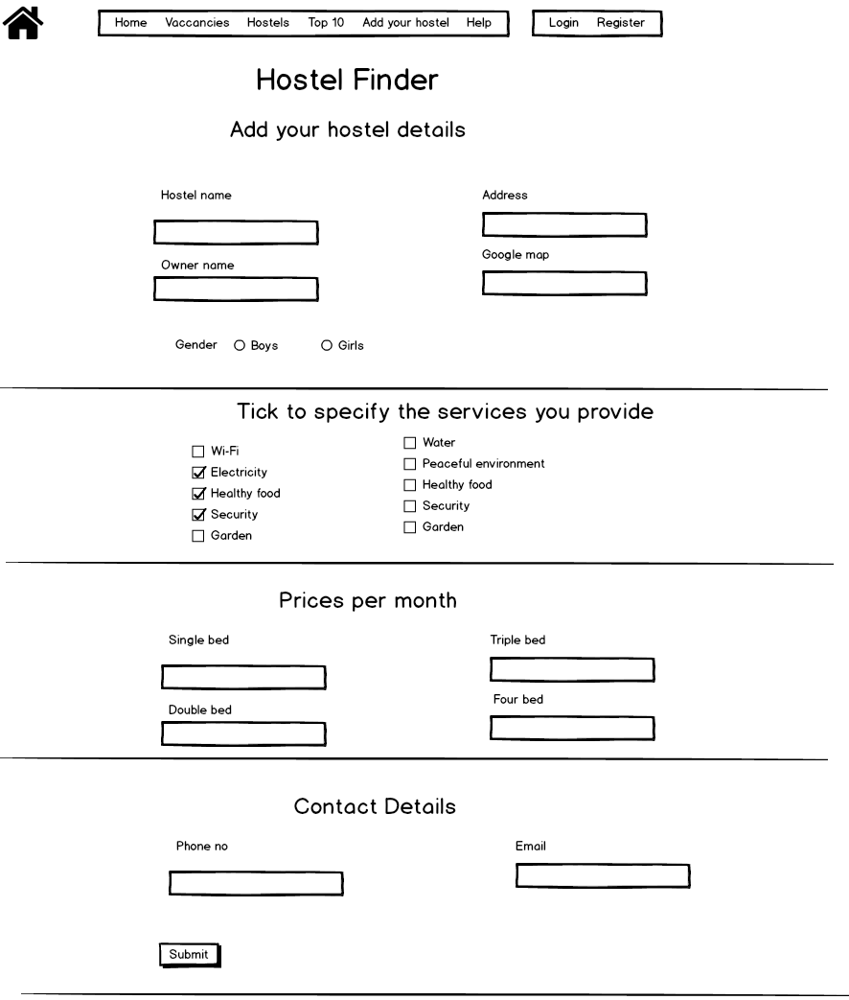 Home Vaccancies Hostels Top 10 Add your hostel Help Login Register
Hostel Finder
Add your hostel details
Hostel name
Address
Owner name
Google map
Gender Boys Girls
Tick to specify the services you provide
Wi-Fi
Electricity
Healthy food
Security
Garden
Water
Peaceful environment
Healthy food
Security
Garden
Prices per month
Single bed
Triple bed
Double bed
Four bed
Contact Details
Phone no
Email
Submit